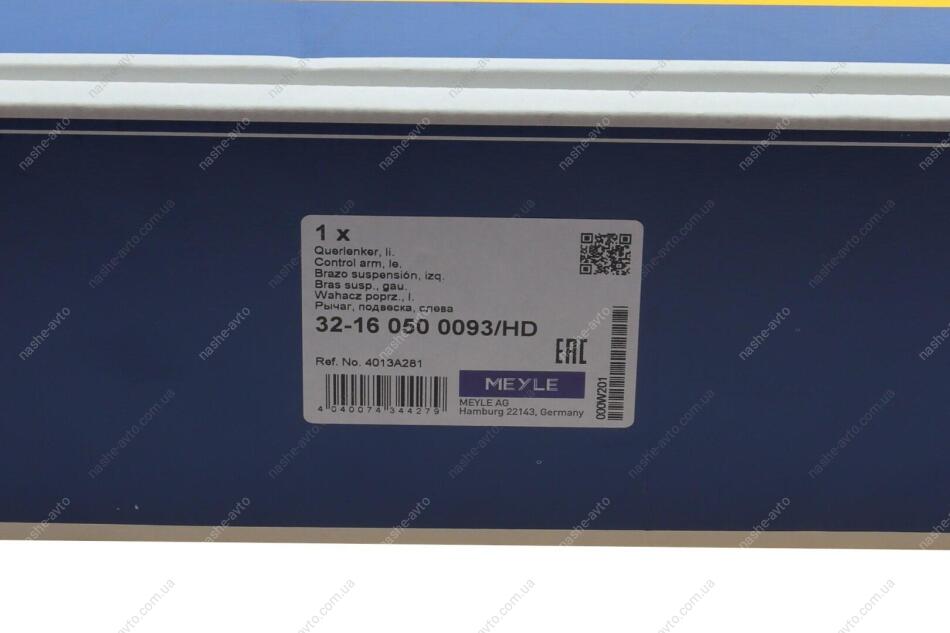 1 x
Querlenker, li.
Control arm, le.
Brazo suspensión, izq.
Bras susp., gau.
Wahacz poprz., l.
Рычаг, подвеска, слева
32-16 050 0093/HD
EAC
Ref. No. 4013A281
MEYLE
4 040074 344279
MEYLE AG
Hamburg 22143, Germany
000W201
nashe-avto
nashe-avto.com.ua